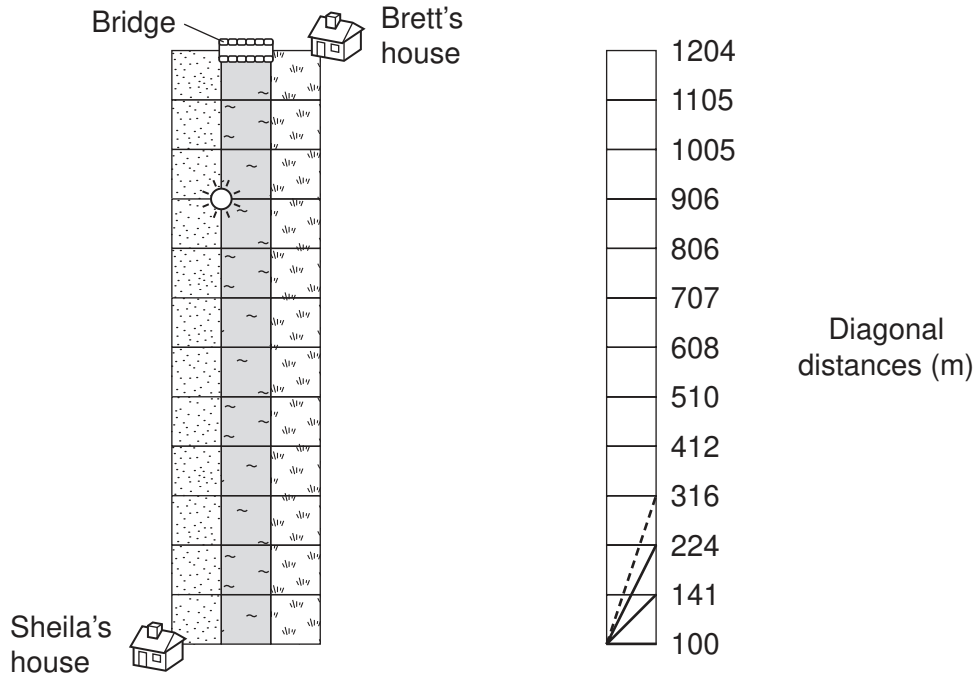 Bridge
Brett's
house
Sheila's
house
1204
1105
1005
906
806
707
608
510
412
316
224
141
100
Diagonal
distances (m)